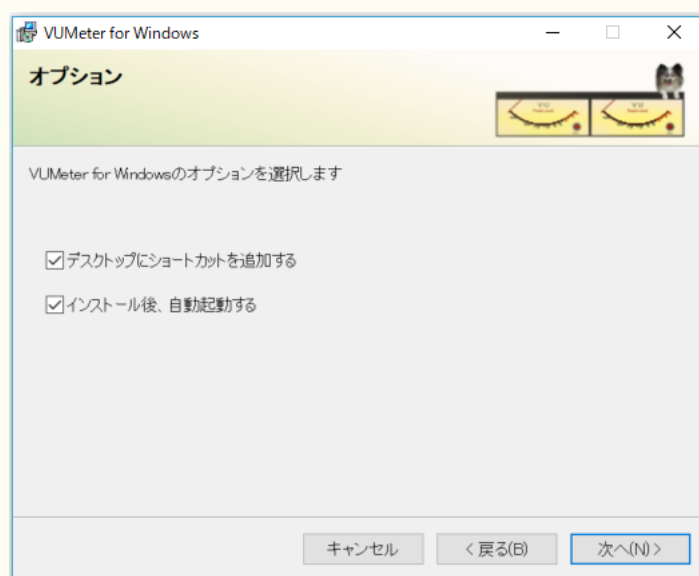 VUMeter for Windows
オプション
VU
VU
VUMeter for Windowsのオプションを選択します
デスクトップにショートカットを追加する
インストール後、自動起動する
キャンセル
< 戻る(B)
次へ(N) >